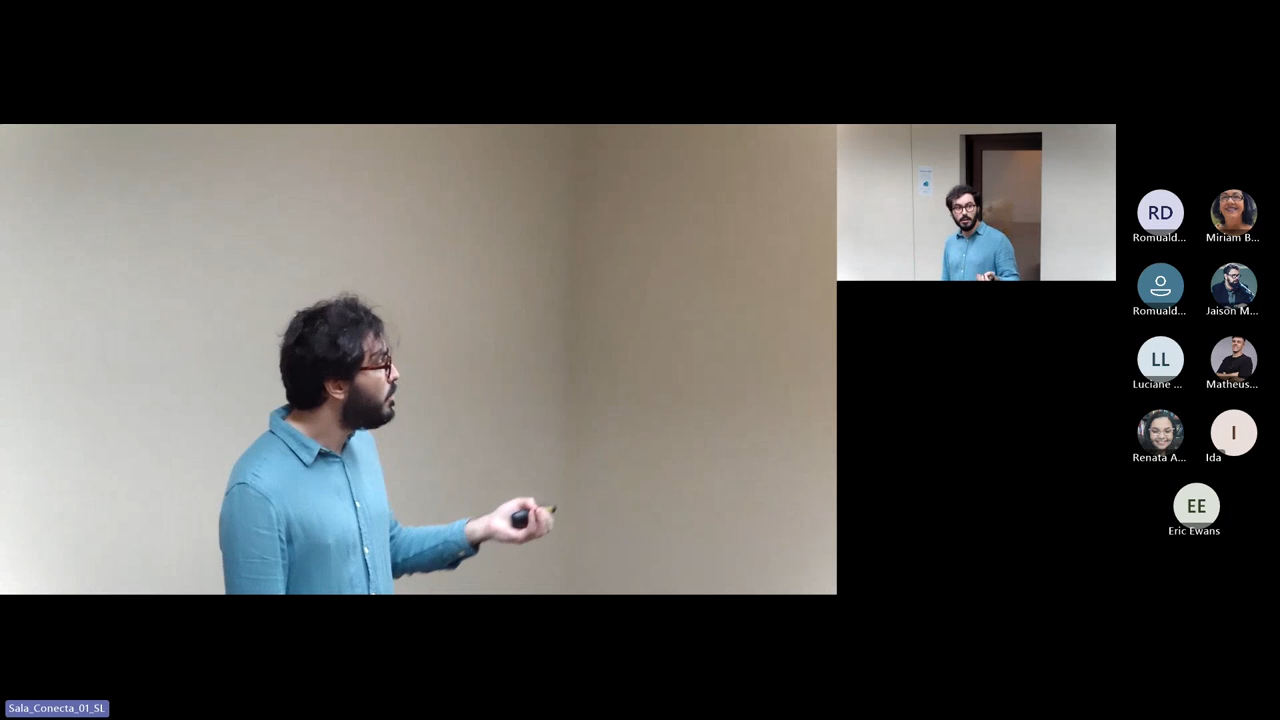 RD
Romuald...
Miriam B...
Romuald...
Jaison M...
LL
Luciane ...
Matheus...
Renata A...
I
Ida
EE
Eric Ewans
Sala_Conecta_01_SL